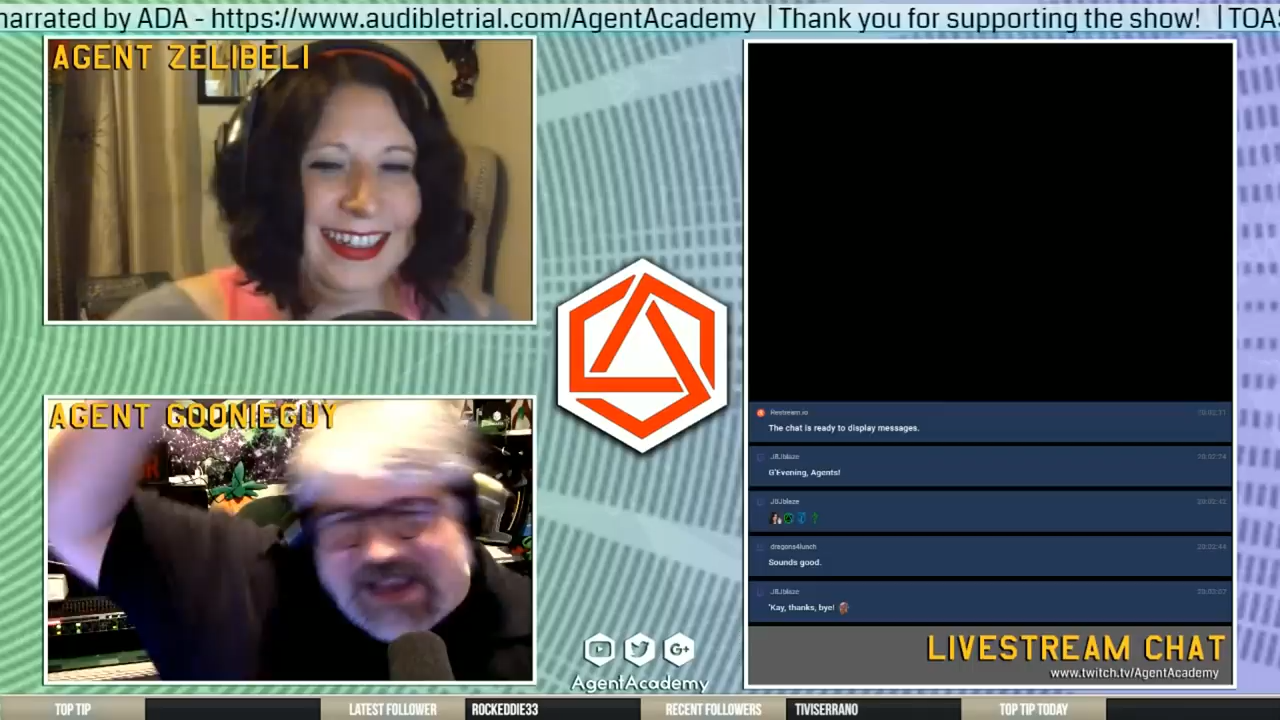 narrated by ADA - https://www.audibletrial.com/AgentAcademy | Thank you for supporting the show! | TOAS
AGENT ZELIBELI
AGENT GOONIEGUY
Restream.io
The chat is ready to display messages.
G'Evening, Agents!
dragons4lunch
Sounds good.
'Kay, thanks, bye!
LIVESTREAM CHAT
www.twitch.tv/AgentAcademy
G+
AgentAcademy
TOP TIP
LATEST FOLLOWER
ROCKEDDIE33
RECENT FOLLOWERS
TIVISERRANO
TOP TIP TODAY